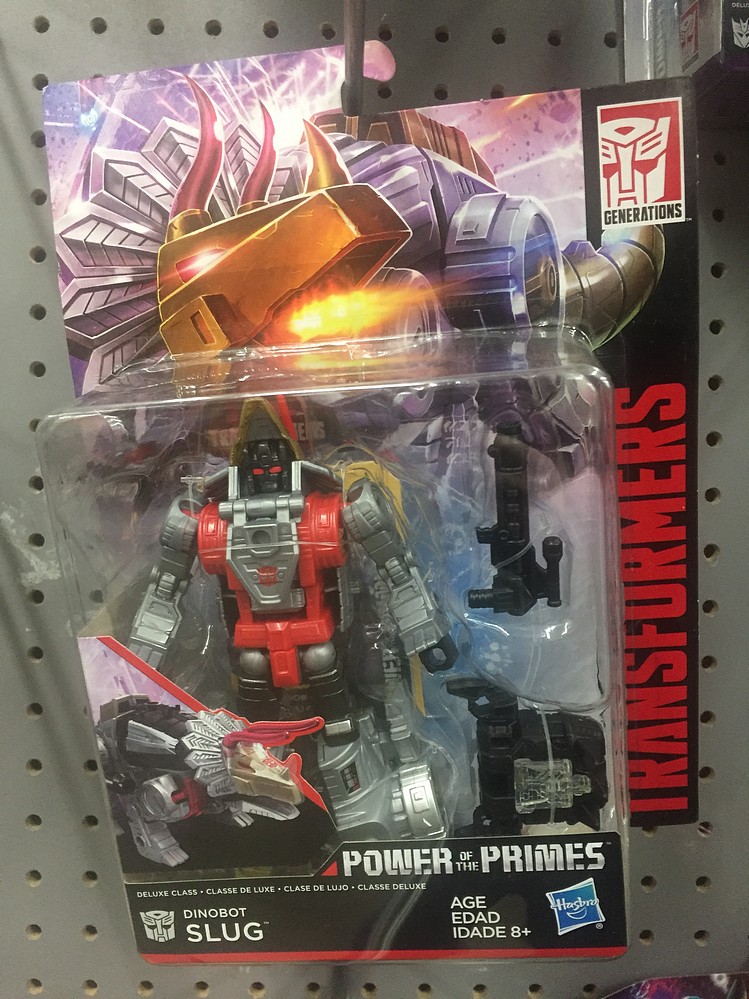 GENERATIONS
TRANSFORMERS
POWER OF THE PRIMES
DELUXE CLASS • CLASSE DE LUXE • CLASE DE LUJO • CLASSE DELUXE
DINOBOT
SLUG™
AGE
EDAD
IDADE 8+
Hasbro